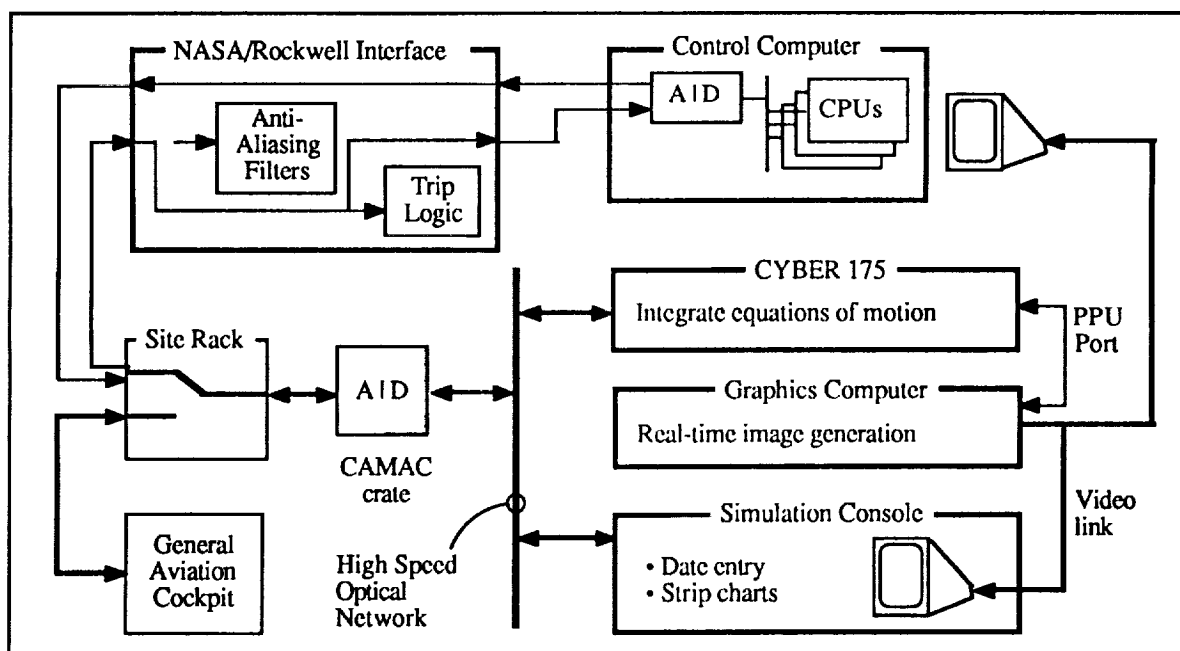 NASA/Rockwell Interface
Anti-
Aliasing
Filters
Trip
Logic
Control Computer
A|D
CPUs
CYBER 175
Integrate equations of motion
PPU
Port
Graphics Computer
Real-time image generation
Video
link
Simulation Console
• Date entry
• Strip charts
Site Rack
A|D
CAMAC
crate
General
Aviation
Cockpit
High Speed
Optical
Network